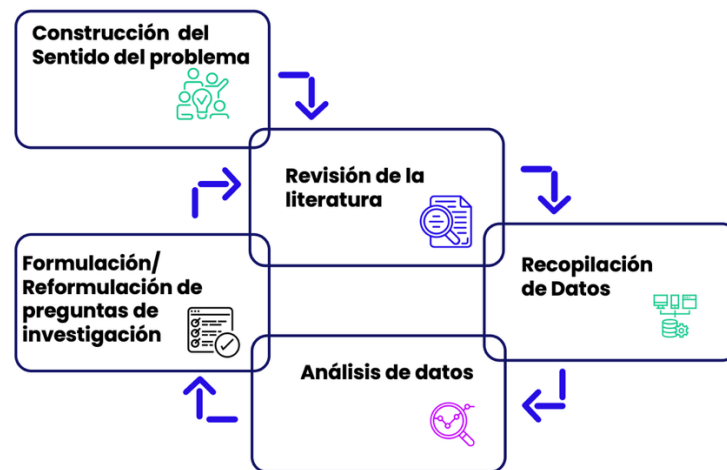 Construcción del
Sentido del problema
Revisión de la
literatura
Recopilación
de Datos
Formulación/
Reformulación de
preguntas de
investigación
Análisis de datos